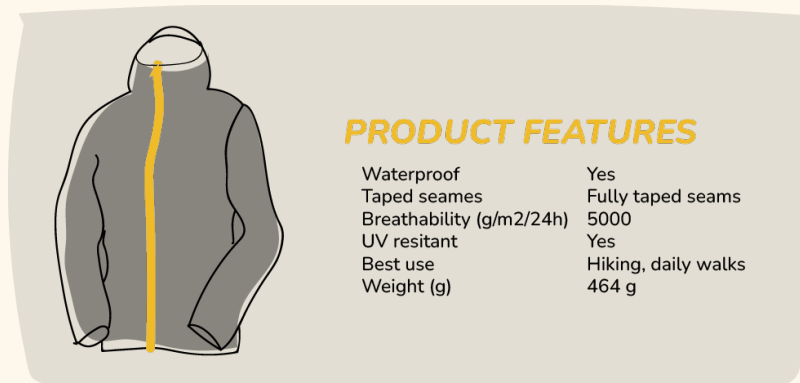 PRODUCT FEATURES
Waterproof Yes
Taped seames Fully taped seams
Breathability (g/m2/24h) 5000
UV resitant Yes
Best use Hiking, daily walks
Weight (g) 464 g